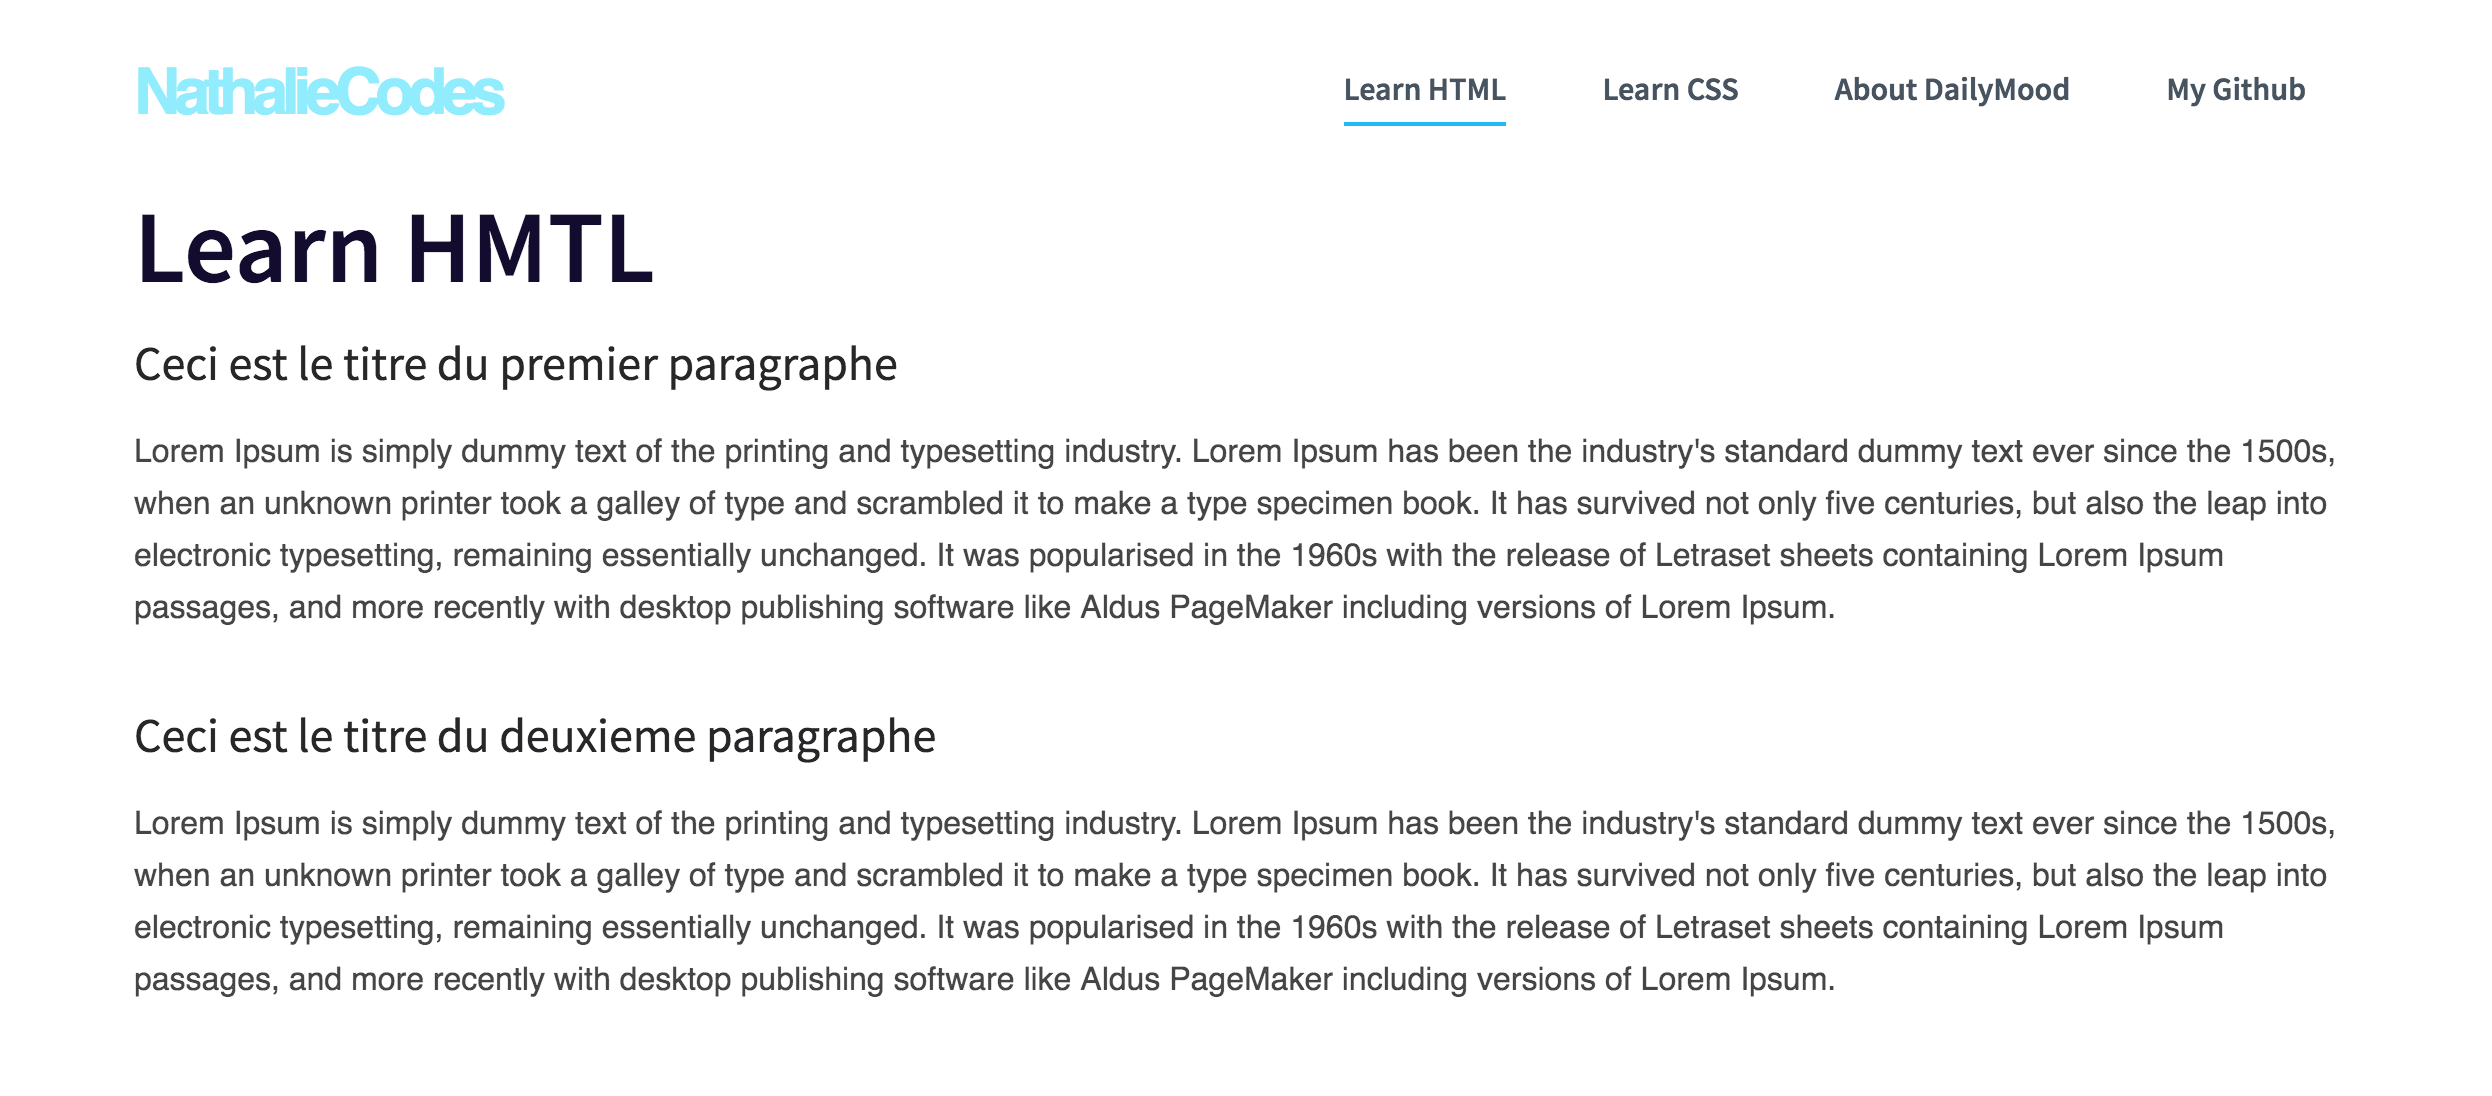 NathalieCodes
Learn HTML
Learn CSS
About DailyMood
My Github
Learn HMTL
Ceci est le titre du premier paragraphe
Lorem Ipsum is simply dummy text of the printing and typesetting industry. Lorem Ipsum has been the industry's standard dummy text ever since the 1500s,
when an unknown printer took a galley of type and scrambled it to make a type specimen book. It has survived not only five centuries, but also the leap into
electronic typesetting, remaining essentially unchanged. It was popularised in the 1960s with the release of Letraset sheets containing Lorem Ipsum
passages, and more recently with desktop publishing software like Aldus PageMaker including versions of Lorem Ipsum.
Ceci est le titre du deuxieme paragraphe
Lorem Ipsum is simply dummy text of the printing and typesetting industry. Lorem Ipsum has been the industry's standard dummy text ever since the 1500s,
when an unknown printer took a galley of type and scrambled it to make a type specimen book. It has survived not only five centuries, but also the leap into
electronic typesetting, remaining essentially unchanged. It was popularised in the 1960s with the release of Letraset sheets containing Lorem Ipsum
passages, and more recently with desktop publishing software like Aldus PageMaker including versions of Lorem Ipsum.